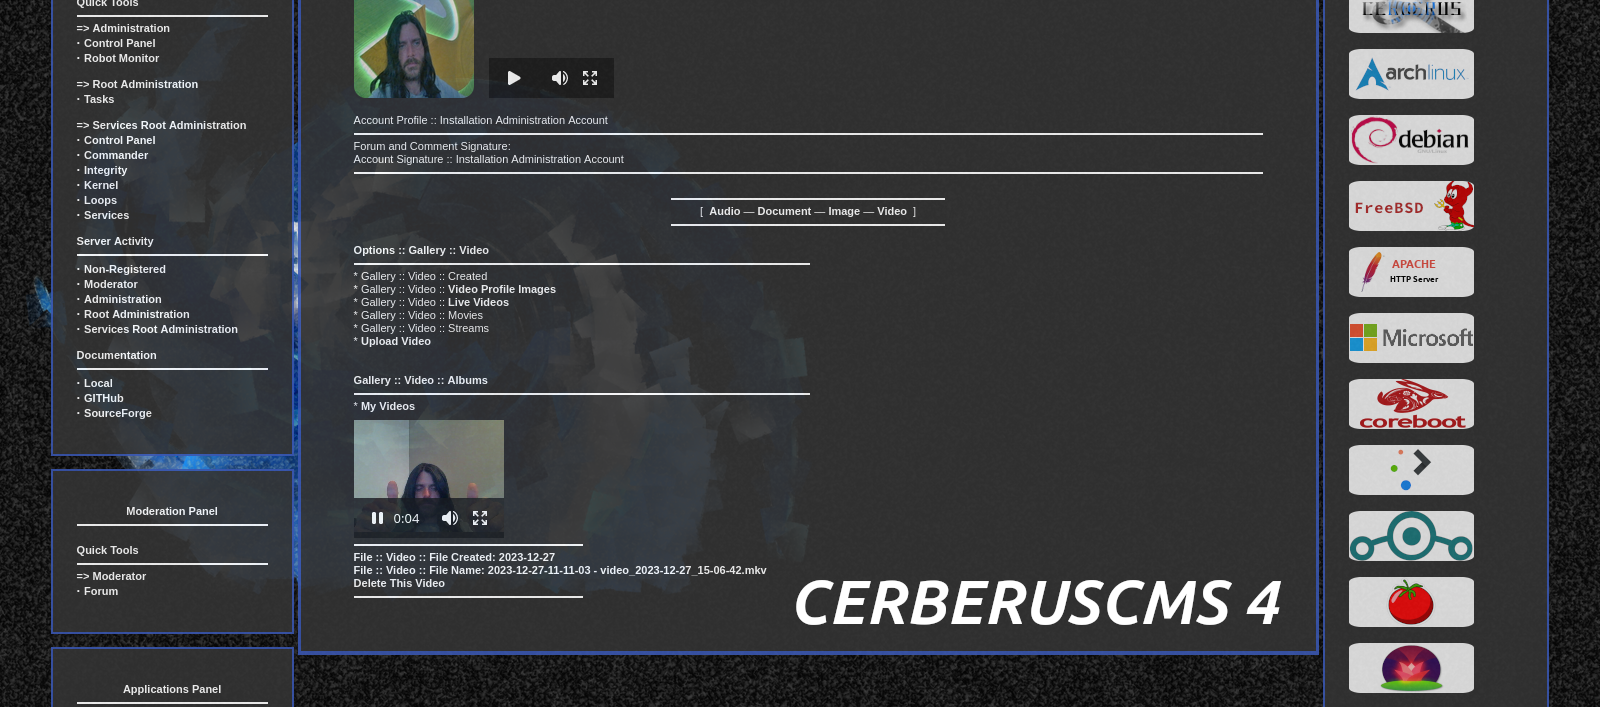 Quick Tools
=> Administration
· Control Panel
· Robot Monitor
=> Root Administration
· Tasks
=> Services Root Administration
· Control Panel
· Commander
· Integrity
· Kernel
· Loops
· Services
Server Activity
· Non-Registered
· Moderator
· Administration
· Root Administration
· Services Root Administration
Documentation
· Local
· GITHub
· SourceForge
Moderation Panel
Quick Tools
=> Moderator
· Forum
Applications Panel
Account Profile :: Installation Administration Account
Forum and Comment Signature:
Account Signature :: Installation Administration Account
[ Audio — Document — Image — Video ]
Options :: Gallery :: Video
* Gallery :: Video :: Created
* Gallery :: Video :: Video Profile Images
* Gallery :: Video :: Live Videos
* Gallery :: Video :: Movies
* Gallery :: Video :: Streams
* Upload Video
Gallery :: Video :: Albums
* My Videos
0:04
File :: Video :: File Created: 2023-12-27
File :: Video :: File Name: 2023-12-27-11-11-03 - video_2023-12-27_15-06-42.mkv
Delete This Video
CERBERUSCMS 4
CERBERUS
archlinux
debian
FreeBSD
APACHE
HTTP Server
Microsoft
coreboot